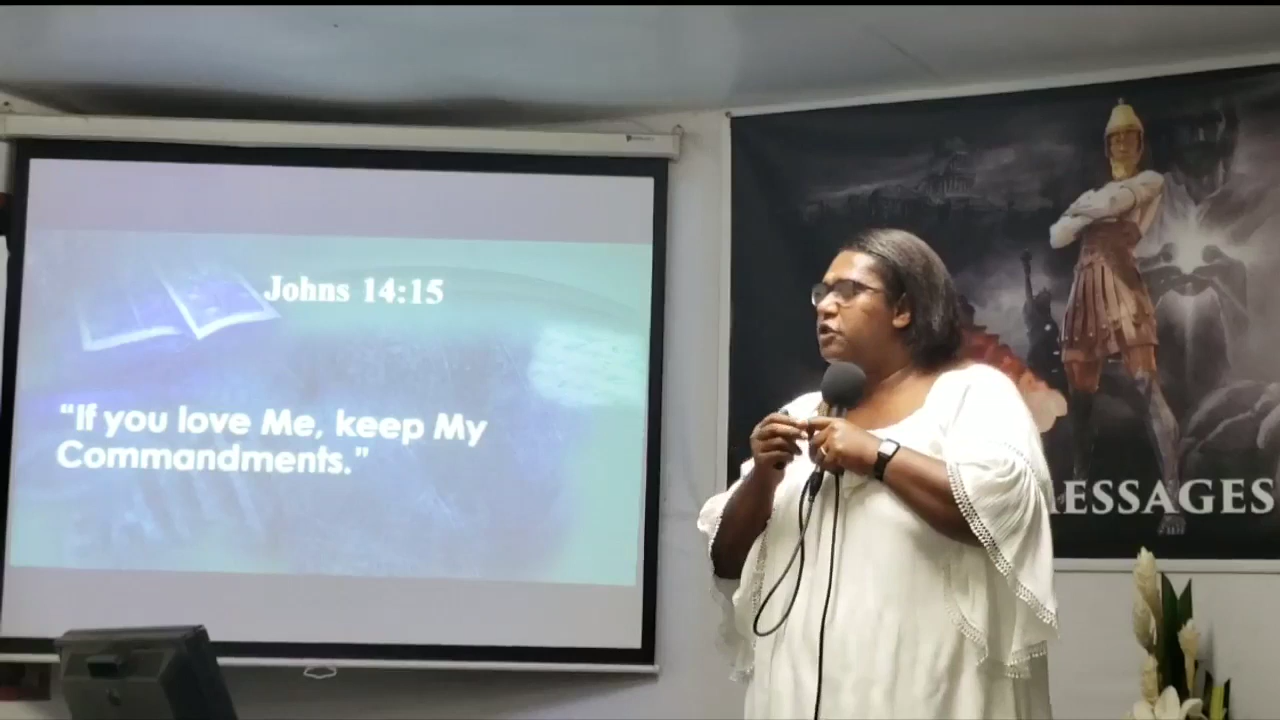 Johns 14:15
“If you love Me, keep My
Commandments.”
ESSAGES